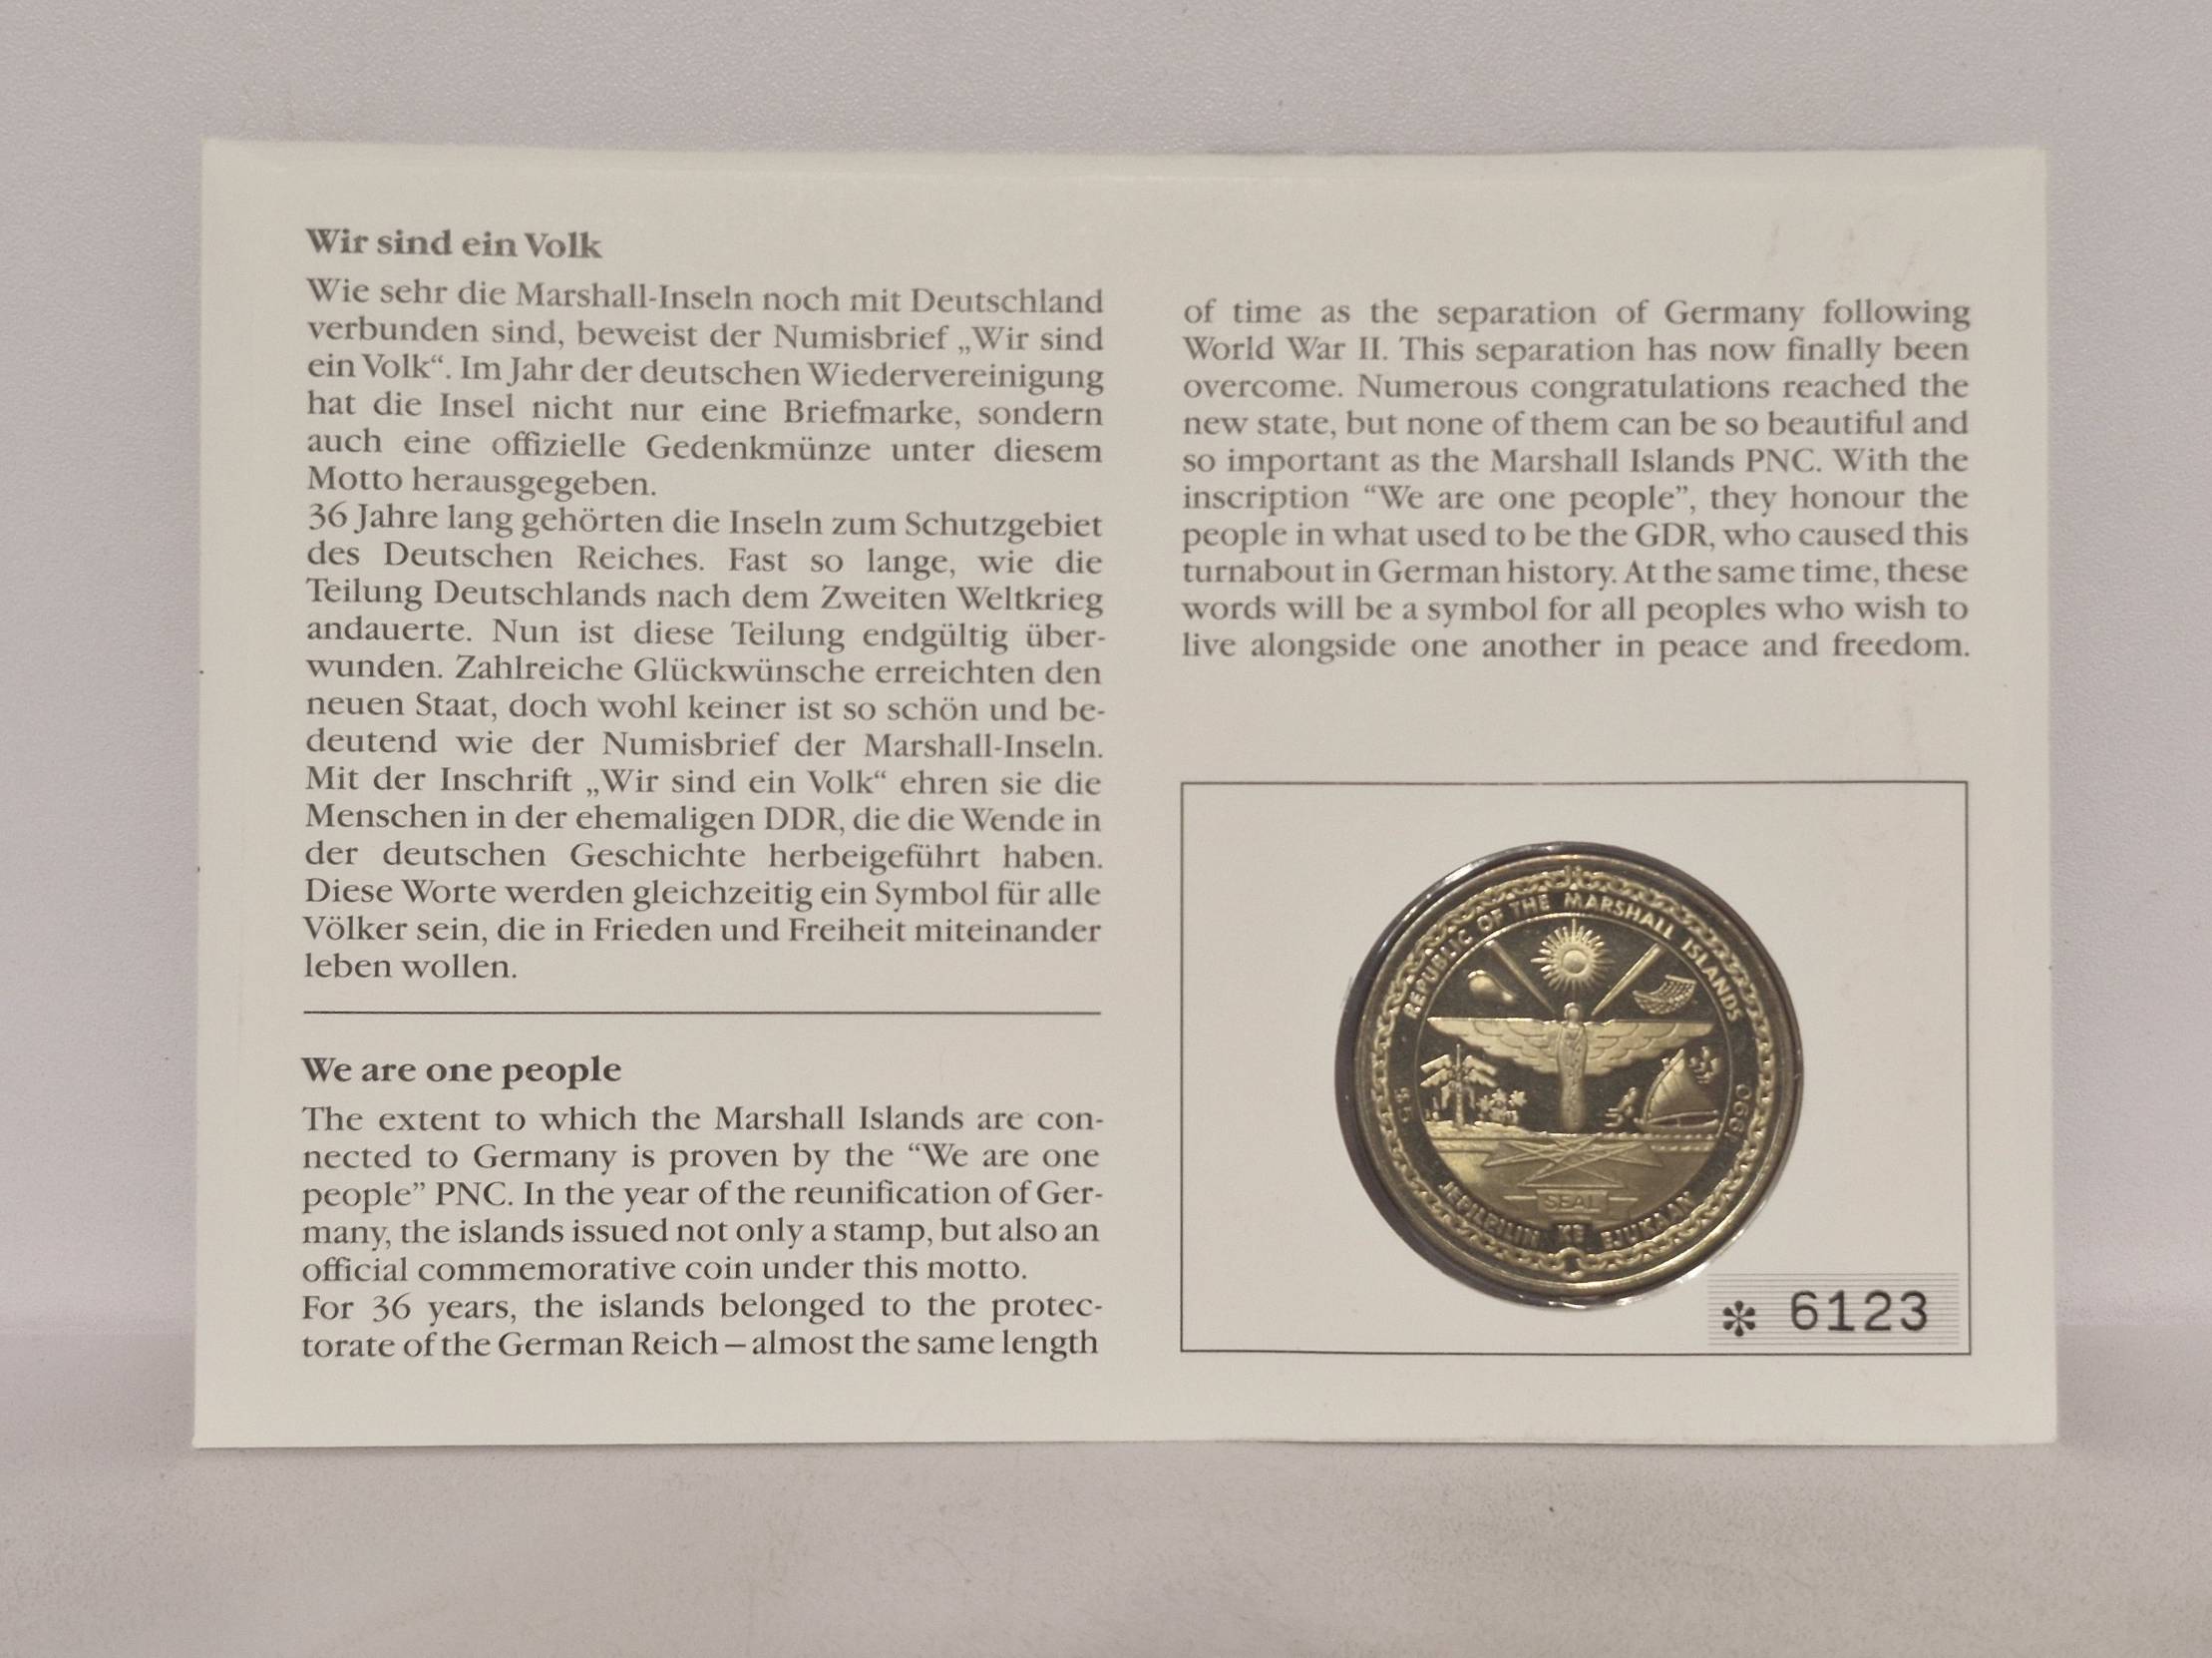 Wir sind ein Volk
Wie sehr die Marshall-Inseln noch mit Deutschland
verbunden sind, beweist der Numisbrief „Wir sind
ein Volk“. Im Jahr der deutschen Wiedervereinigung
hat die Insel nicht nur eine Briefmarke, sondern
auch eine offizielle Gedenkmünze unter diesem
Motto herausgegeben.
36 Jahre lang gehörten die Inseln zum Schutzgebiet
des Deutschen Reiches. Fast so lange, wie die
Teilung Deutschlands nach dem Zweiten Weltkrieg
andauerte. Nun ist diese Teilung endgültig über-
wunden. Zahlreiche Glückwünsche erreichten den
neuen Staat, doch wohl keiner ist so schön und be-
deutend wie der Numisbrief der Marshall-Inseln.
Mit der Inschrift „Wir sind ein Volk“ ehren sie die
Menschen in der ehemaligen DDR, die die Wende in
der deutschen Geschichte herbeigeführt haben.
Diese Worte werden gleichzeitig ein Symbol für alle
Völker sein, die in Frieden und Freiheit miteinander
leben wollen.
We are one people
The extent to which the Marshall Islands are con-
nected to Germany is proven by the “We are one
people” PNC. In the year of the reunification of Ger-
many, the islands issued not only a stamp, but also an
official commemorative coin under this motto.
For 36 years, the islands belonged to the protec-
torate of the German Reich – almost the same length
of time as the separation of Germany following
World War II. This separation has now finally been
overcome. Numerous congratulations reached the
new state, but none of them can be so beautiful and
so important as the Marshall Islands PNC. With the
inscription “We are one people”, they honour the
people in what used to be the GDR, who caused this
turnabout in German history. At the same time, these
words will be a symbol for all peoples who wish to
live alongside one another in peace and freedom.
REPUBLIC OF THE MARSHALL ISLANDS
1990
SEAL
JEPILPILIN KE EJUKAAN
* 6123